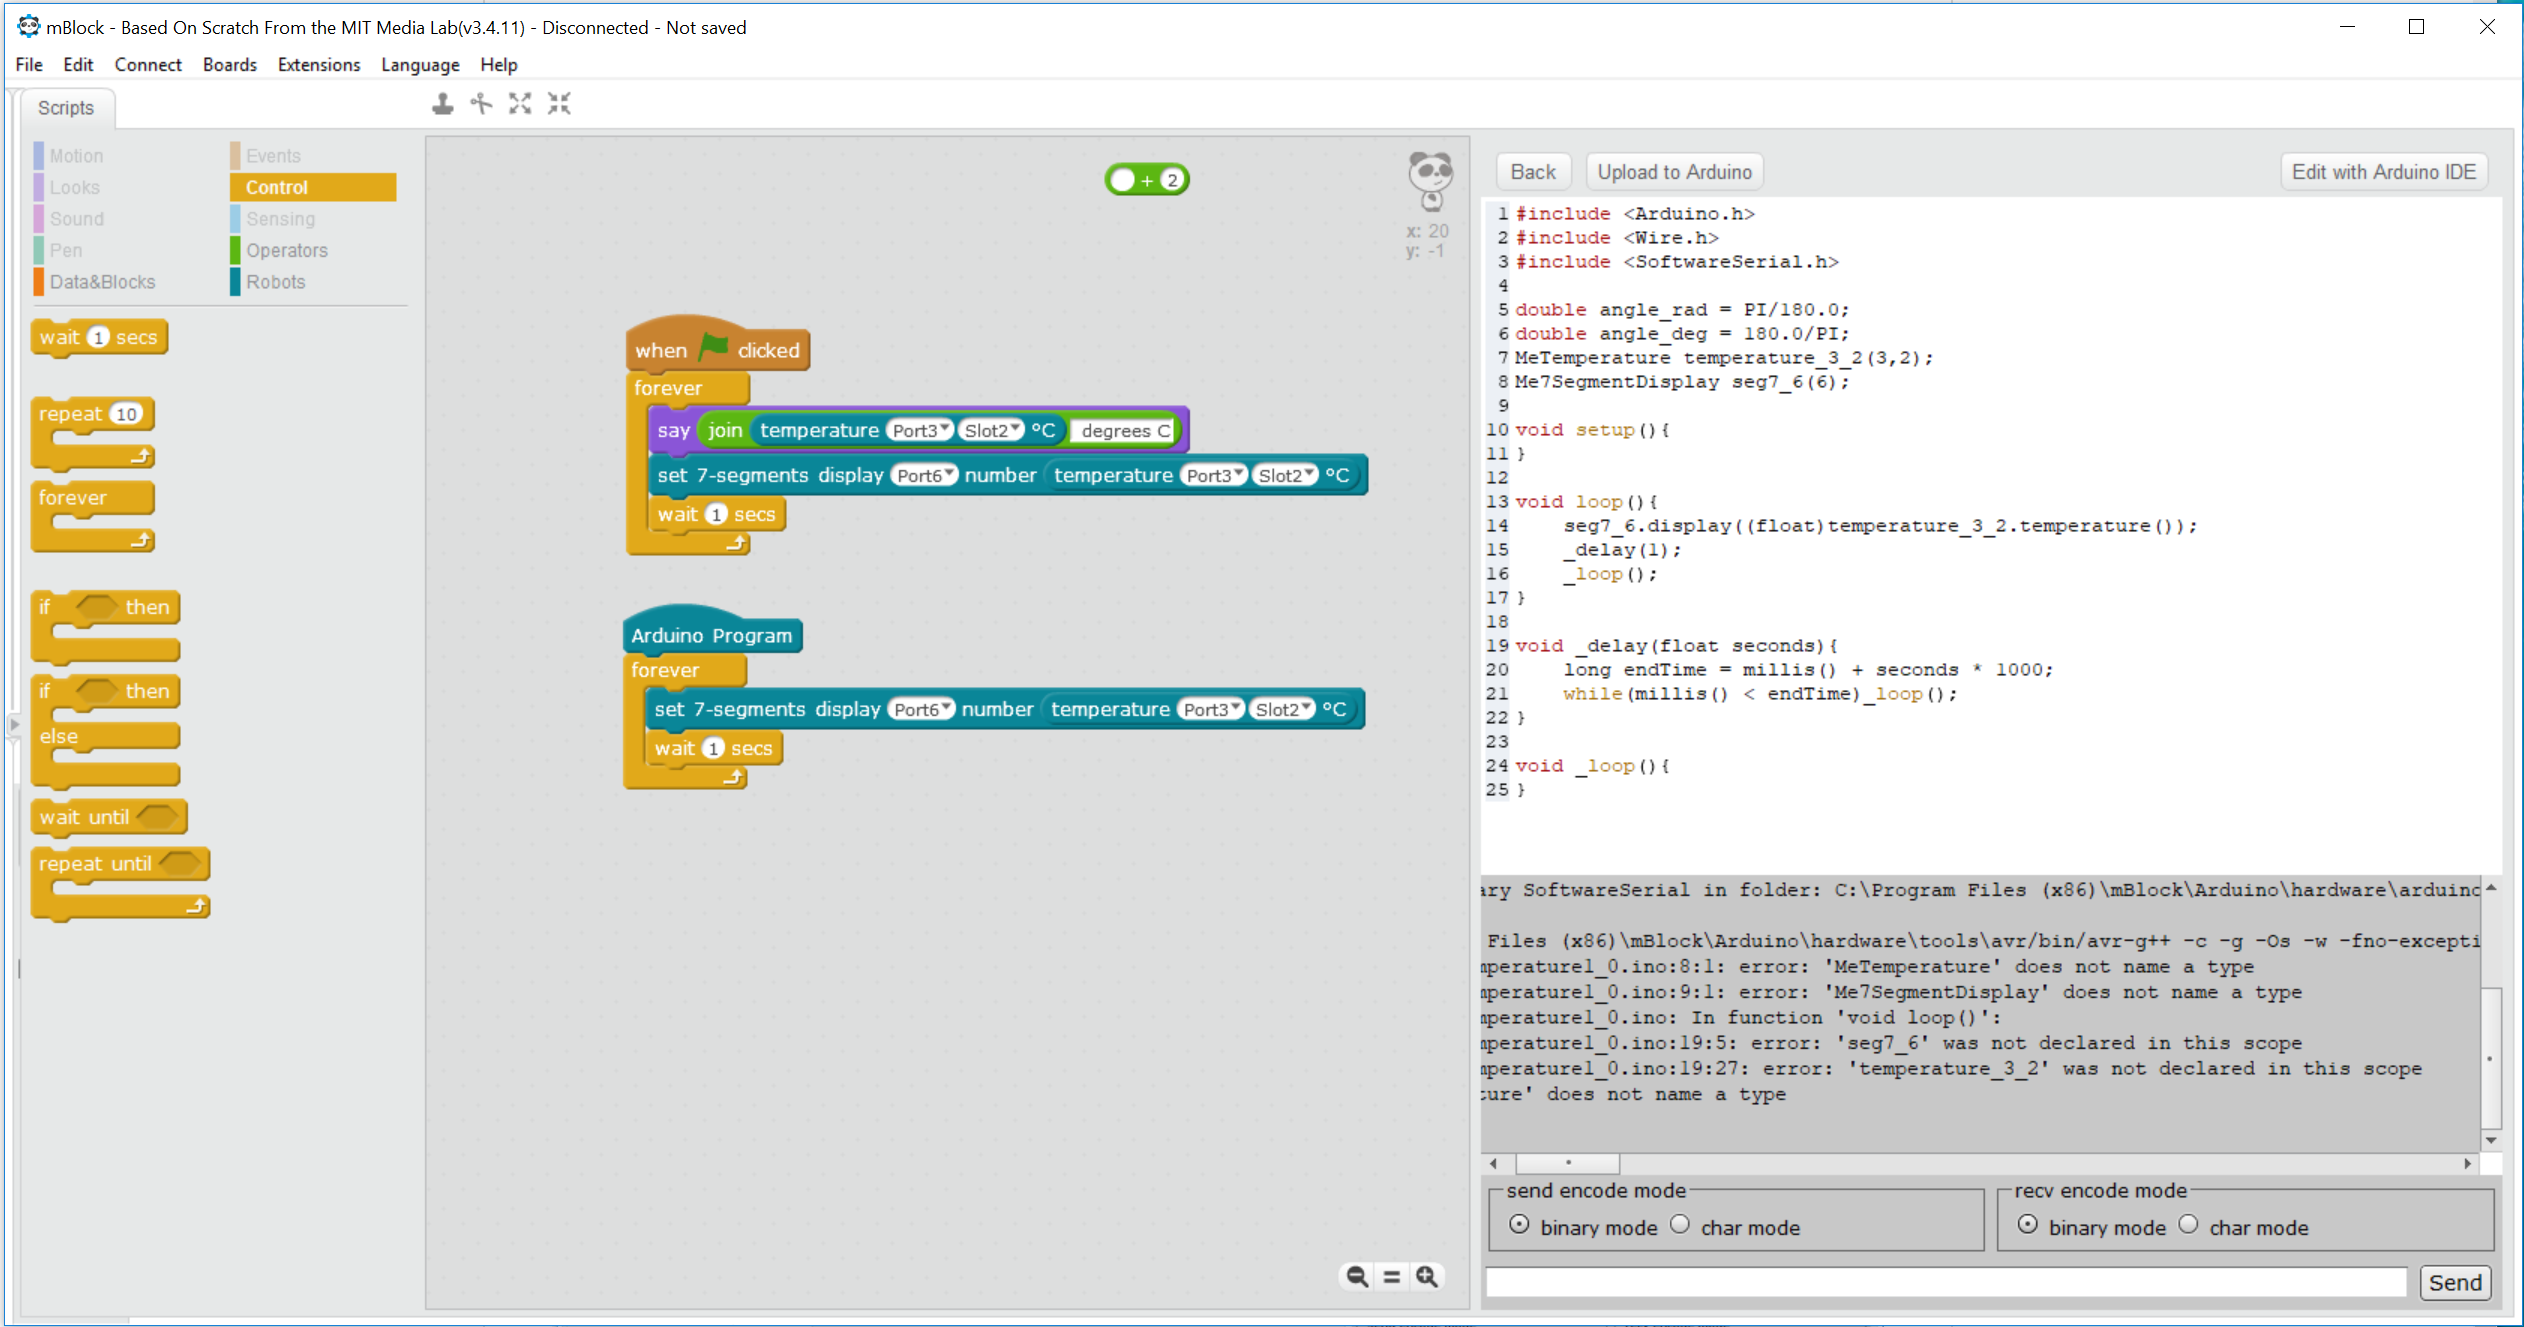 mBlock - Based On Scratch From the MIT Media Lab(v3.4.11) - Disconnected - Not saved
File Edit Connect Boards Extensions Language Help
Scripts
Motion Events
Looks Control
Sound Sensing
Pen Operators
Data&Blocks Robots
wait 1 secs
repeat 10
forever
if then
if then
else
wait until
repeat until
+ 2
x: 20
y: -1
when clicked
forever
say join temperature Port3 Slot2 °C degrees C
set 7-segments display Port6 number temperature Port3 Slot2 °C
wait 1 secs
Arduino Program
forever
set 7-segments display Port6 number temperature Port3 Slot2 °C
wait 1 secs
Back Upload to Arduino Edit with Arduino IDE
1 #include <Arduino.h>
2 #include <Wire.h>
3 #include <SoftwareSerial.h>
4
5 double angle_rad = PI/180.0;
6 double angle_deg = 180.0/PI;
7 MeTemperature temperature_3_2(3,2);
8 Me7SegmentDisplay seg7_6(6);
9
10 void setup(){
11 }
12
13 void loop(){
14 seg7_6.display((float)temperature_3_2.temperature());
15 _delay(1);
16 _loop();
17 }
18
19 void _delay(float seconds){
20 long endTime = millis() + seconds * 1000;
21 while(millis() < endTime)_loop();
22 }
23
24 void _loop(){
25 }
ary SoftwareSerial in folder: C:\Program Files (x86)\mBlock\Arduino\hardware\arduino
Files (x86)\mBlock\Arduino\hardware\tools\avr/bin/avr-g++ -c -g -Os -w -fno-excepti
mperature1_0.ino:8:1: error: 'MeTemperature' does not name a type
mperature1_0.ino:9:1: error: 'Me7SegmentDisplay' does not name a type
mperature1_0.ino: In function 'void loop()':
mperature1_0.ino:19:5: error: 'seg7_6' was not declared in this scope
mperature1_0.ino:19:27: error: 'temperature_3_2' was not declared in this scope
ture' does not name a type
send encode mode recv encode mode
binary mode char mode binary mode char mode
Send